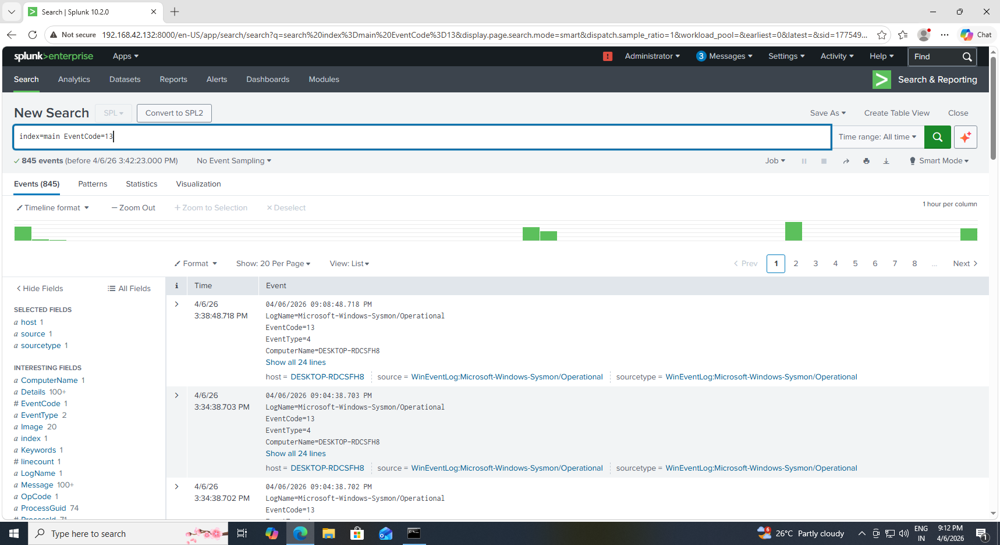 Search | Splunk 10.2.0
Not secure 192.168.42.132:8000/en-US/app/search/search?q=search%20index%3Dmain%20EventCode%3D13&display.page.search.mode=smart&dispatch.sample_ratio=1&workload_pool=&earliest=0&latest=&sid=177549... Chat
splunk>enterprise Apps ! Administrator 3 Messages Settings Activity Help Find
Search Analytics Datasets Reports Alerts Dashboards Modules > Search & Reporting
New Search SPL Convert to SPL2 Save As Create Table View Close
index=main EventCode=13 Time range: All time
845 events (before 4/6/26 3:42:23.000 PM) No Event Sampling Job Smart Mode
Events (845) Patterns Statistics Visualization
Timeline format — Zoom Out + Zoom to Selection × Deselect 1 hour per column
Format Show: 20 Per Page View: List < Prev 1 2 3 4 5 6 7 8 ... Next >
< Hide Fields All Fields
SELECTED FIELDS
a host 1
a source 1
a sourcetype 1
INTERESTING FIELDS
a ComputerName 1
a Details 100+
# EventCode 1
a EventType 2
a Image 20
a index 1
a Keywords 1
# linecount 1
a LogName 1
a Message 100+
a OpCode 1
a ProcessGuid 74
# ProcessId 71
i Time Event
4/6/26
3:38:48.718 PM
04/06/2026 09:08:48.718 PM
LogName=Microsoft-Windows-Sysmon/Operational
EventCode=13
EventType=4
ComputerName=DESKTOP-RDCSFH8
Show all 24 lines
host = DESKTOP-RDCSFH8 source = WinEventLog:Microsoft-Windows-Sysmon/Operational sourcetype = WinEventLog:Microsoft-Windows-Sysmon/Operational
4/6/26
3:34:38.703 PM
04/06/2026 09:04:38.703 PM
LogName=Microsoft-Windows-Sysmon/Operational
EventCode=13
EventType=4
ComputerName=DESKTOP-RDCSFH8
Show all 24 lines
host = DESKTOP-RDCSFH8 source = WinEventLog:Microsoft-Windows-Sysmon/Operational sourcetype = WinEventLog:Microsoft-Windows-Sysmon/Operational
4/6/26
3:34:38.702 PM
04/06/2026 09:04:38.702 PM
LogName=Microsoft-Windows-Sysmon/Operational
EventCode=13
Type here to search 6 26°C Partly cloudy ENG IN 9:12 PM 4/6/2026 1